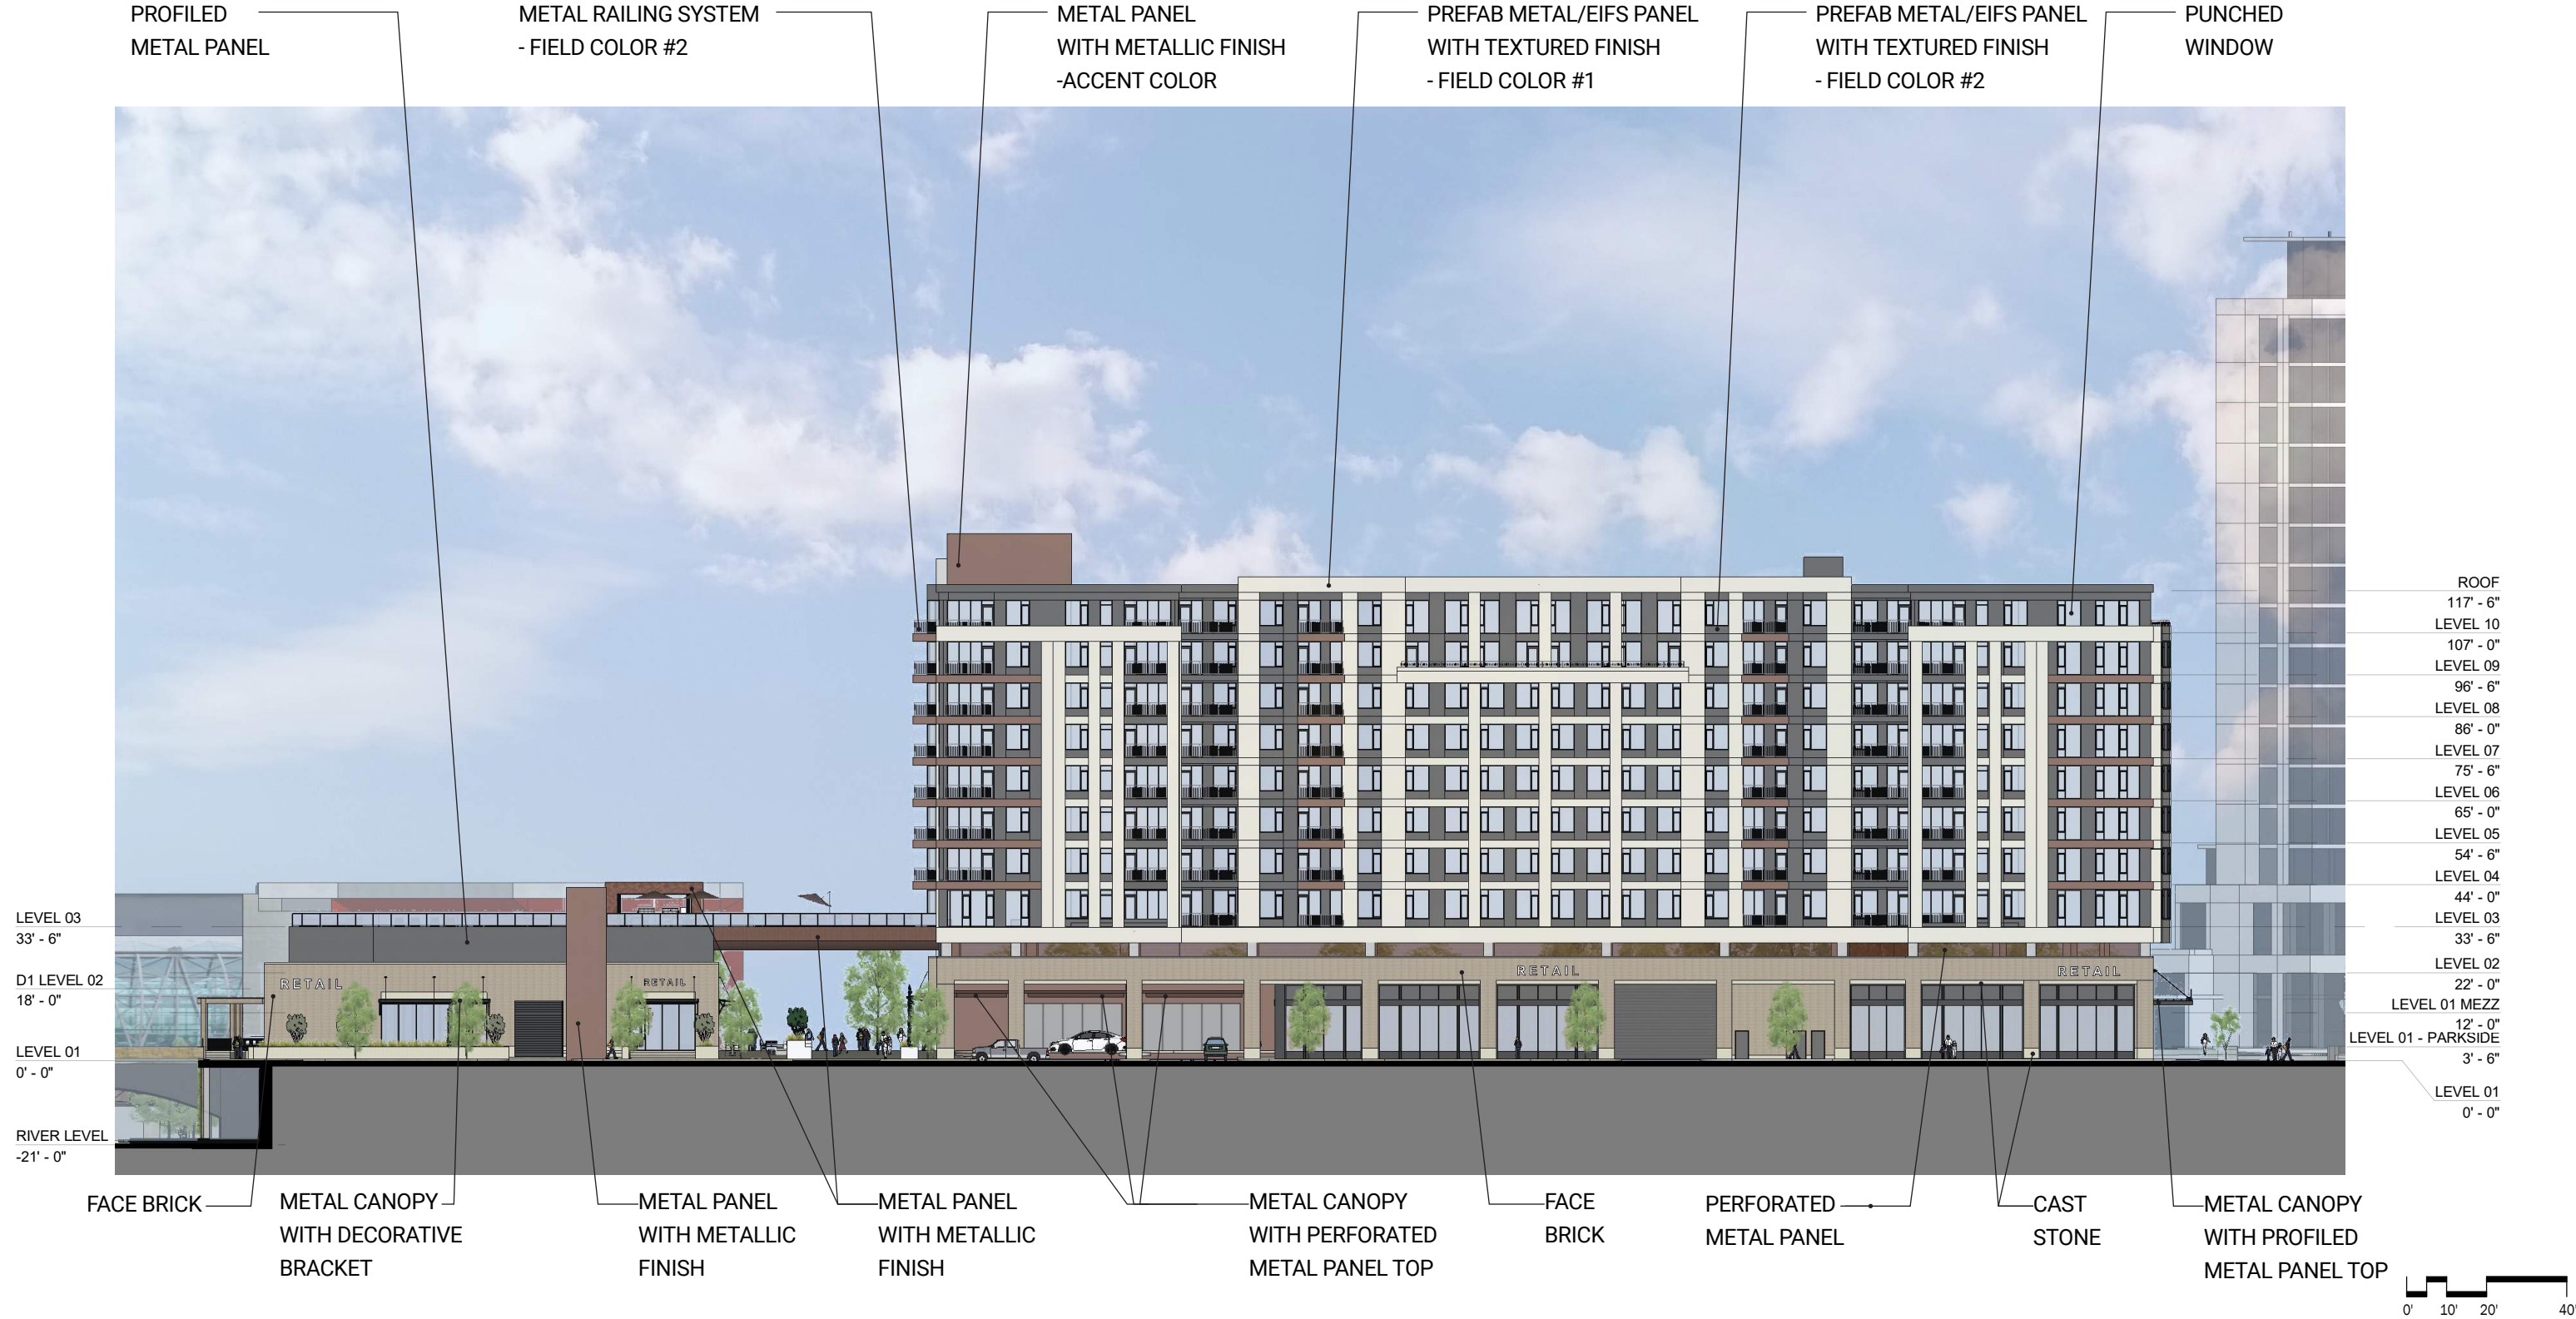 PROFILED
METAL PANEL
METAL RAILING SYSTEM
- FIELD COLOR #2
METAL PANEL
WITH METALLIC FINISH
-ACCENT COLOR
PREFAB METAL/EIFS PANEL
WITH TEXTURED FINISH
- FIELD COLOR #1
PREFAB METAL/EIFS PANEL
WITH TEXTURED FINISH
- FIELD COLOR #2
PUNCHED
WINDOW
LEVEL 03
33' - 6"
D1 LEVEL 02
18' - 0"
LEVEL 01
0' - 0"
RIVER LEVEL
-21' - 0"
RETAIL
RETAIL
RETAIL
RETAIL
ROOF
117' - 6"
LEVEL 10
107' - 0"
LEVEL 09
96' - 6"
LEVEL 08
86' - 0"
LEVEL 07
75' - 6"
LEVEL 06
65' - 0"
LEVEL 05
54' - 6"
LEVEL 04
44' - 0"
LEVEL 03
33' - 6"
LEVEL 02
22' - 0"
LEVEL 01 MEZZ
12' - 0"
LEVEL 01 - PARKSIDE
3' - 6"
LEVEL 01
0' - 0"
FACE BRICK
METAL CANOPY
WITH DECORATIVE
BRACKET
METAL PANEL
WITH METALLIC
FINISH
METAL PANEL
WITH METALLIC
FINISH
METAL CANOPY
WITH PERFORATED
METAL PANEL TOP
FACE
BRICK
PERFORATED
METAL PANEL
CAST
STONE
METAL CANOPY
WITH PROFILED
METAL PANEL TOP
0' 10' 20' 40'